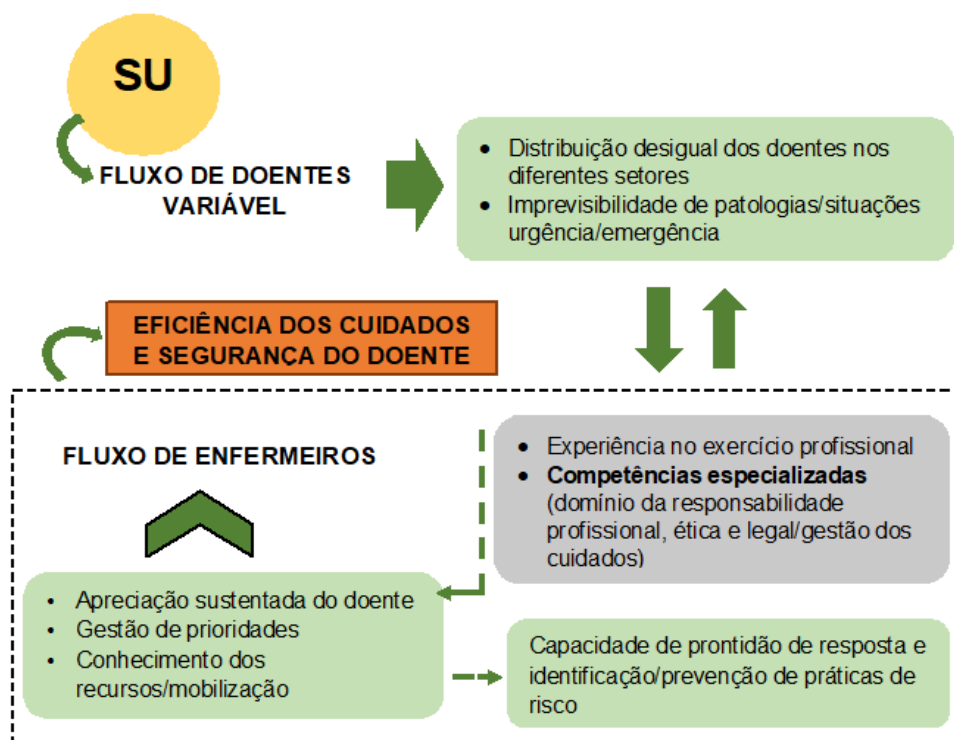 SU
FLUXO DE DOENTES
VARIÁVEL
• Distribuição desigual dos doentes nos
diferentes setores
• Imprevisibilidade de patologias/situações
urgência/emergência
EFICIÊNCIA DOS CUIDADOS
E SEGURANÇA DO DOENTE
FLUXO DE ENFERMEIROS
• Experiência no exercício profissional
• Competências especializadas
(domínio da responsabilidade
profissional, ética e legal/gestão dos
cuidados)
• Apreciação sustentada do doente
• Gestão de prioridades
• Conhecimento dos
recursos/mobilização
Capacidade de prontidão de resposta e
identificação/prevenção de práticas de
risco